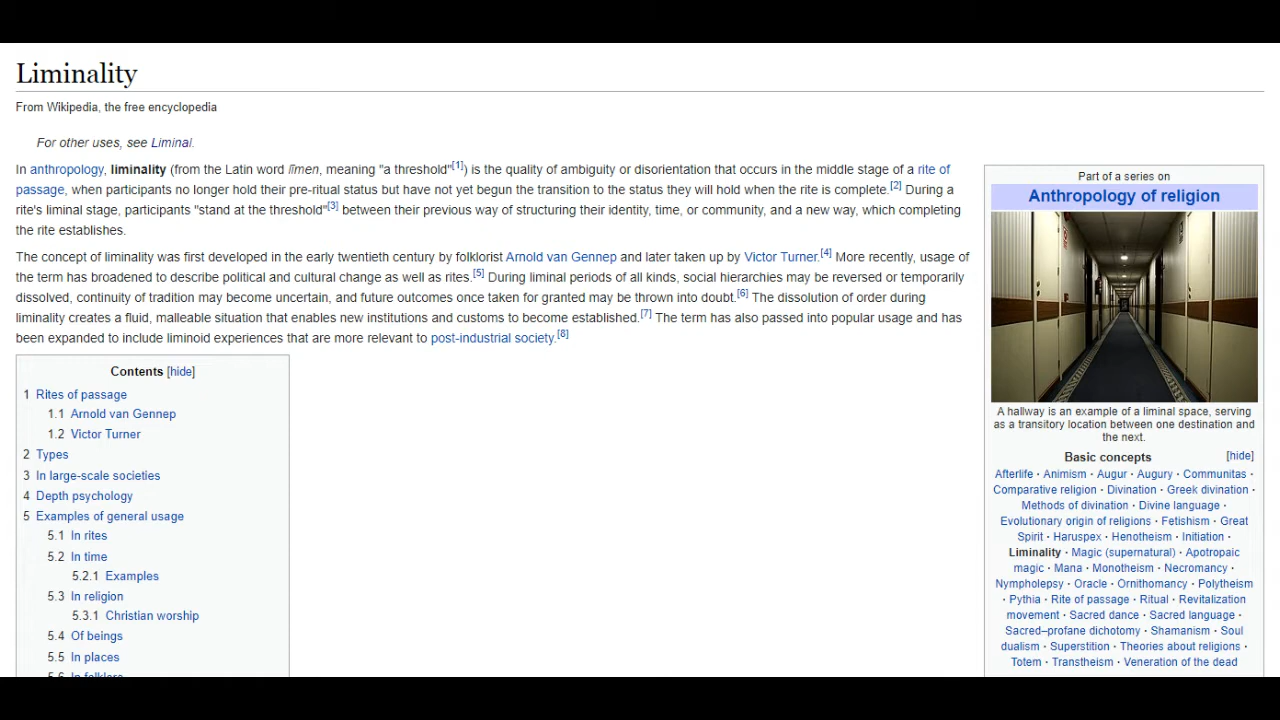 Liminality
From Wikipedia, the free encyclopedia
For other uses, see Liminal.
In anthropology, liminality (from the Latin word līmen, meaning "a threshold"[1]) is the quality of ambiguity or disorientation that occurs in the middle stage of a rite of
passage, when participants no longer hold their pre-ritual status but have not yet begun the transition to the status they will hold when the rite is complete.[2] During a
rite's liminal stage, participants "stand at the threshold"[3] between their previous way of structuring their identity, time, or community, and a new way, which completing
the rite establishes.
The concept of liminality was first developed in the early twentieth century by folklorist Arnold van Gennep and later taken up by Victor Turner.[4] More recently, usage of
the term has broadened to describe political and cultural change as well as rites.[5] During liminal periods of all kinds, social hierarchies may be reversed or temporarily
dissolved, continuity of tradition may become uncertain, and future outcomes once taken for granted may be thrown into doubt.[6] The dissolution of order during
liminality creates a fluid, malleable situation that enables new institutions and customs to become established.[7] The term has also passed into popular usage and has
been expanded to include liminoid experiences that are more relevant to post-industrial society.[8]
Contents [hide]
1 Rites of passage
1.1 Arnold van Gennep
1.2 Victor Turner
2 Types
3 In large-scale societies
4 Depth psychology
5 Examples of general usage
5.1 In rites
5.2 In time
5.2.1 Examples
5.3 In religion
5.3.1 Christian worship
5.4 Of beings
5.5 In places
5.6 In folklore
Part of a series on
Anthropology of religion
A hallway is an example of a liminal space, serving
as a transitory location between one destination and
the next.
Basic concepts [hide]
Afterlife · Animism · Augur · Augury · Communitas ·
Comparative religion · Divination · Greek divination ·
Methods of divination · Divine language ·
Evolutionary origin of religions · Fetishism · Great
Spirit · Haruspex · Henotheism · Initiation ·
Liminality · Magic (supernatural) · Apotropaic
magic · Mana · Monotheism · Necromancy ·
Nympholepsy · Oracle · Ornithomancy · Polytheism
· Pythia · Rite of passage · Ritual · Revitalization
movement · Sacred dance · Sacred language ·
Sacred–profane dichotomy · Shamanism · Soul
dualism · Superstition · Theories about religions ·
Totem · Transtheism · Veneration of the dead